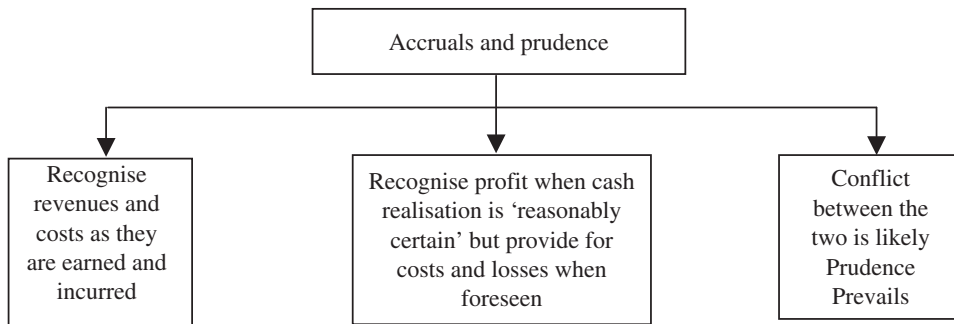 Accruals and prudence
Recognise
revenues and
costs as they
are earned and
incurred
Recognise profit when cash
realisation is ‘reasonably
certain’ but provide for
costs and losses when
foreseen
Conflict
between the
two is likely
Prudence
Prevails